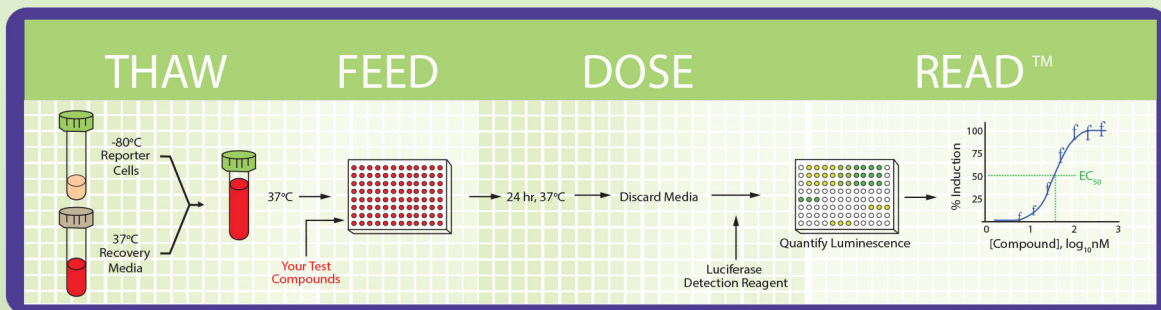 THAW FEED DOSE READ™
-80°C
Reporter
Cells
37°C
Recovery
Media
37°C
Your Test
Compounds
24 hr, 37°C
Discard Media
Luciferase
Detection Reagent
Quantify Luminescence
% Induction
100
75
50
25
EC₅₀
0 1 2 3
[Compound], log₁₀nM